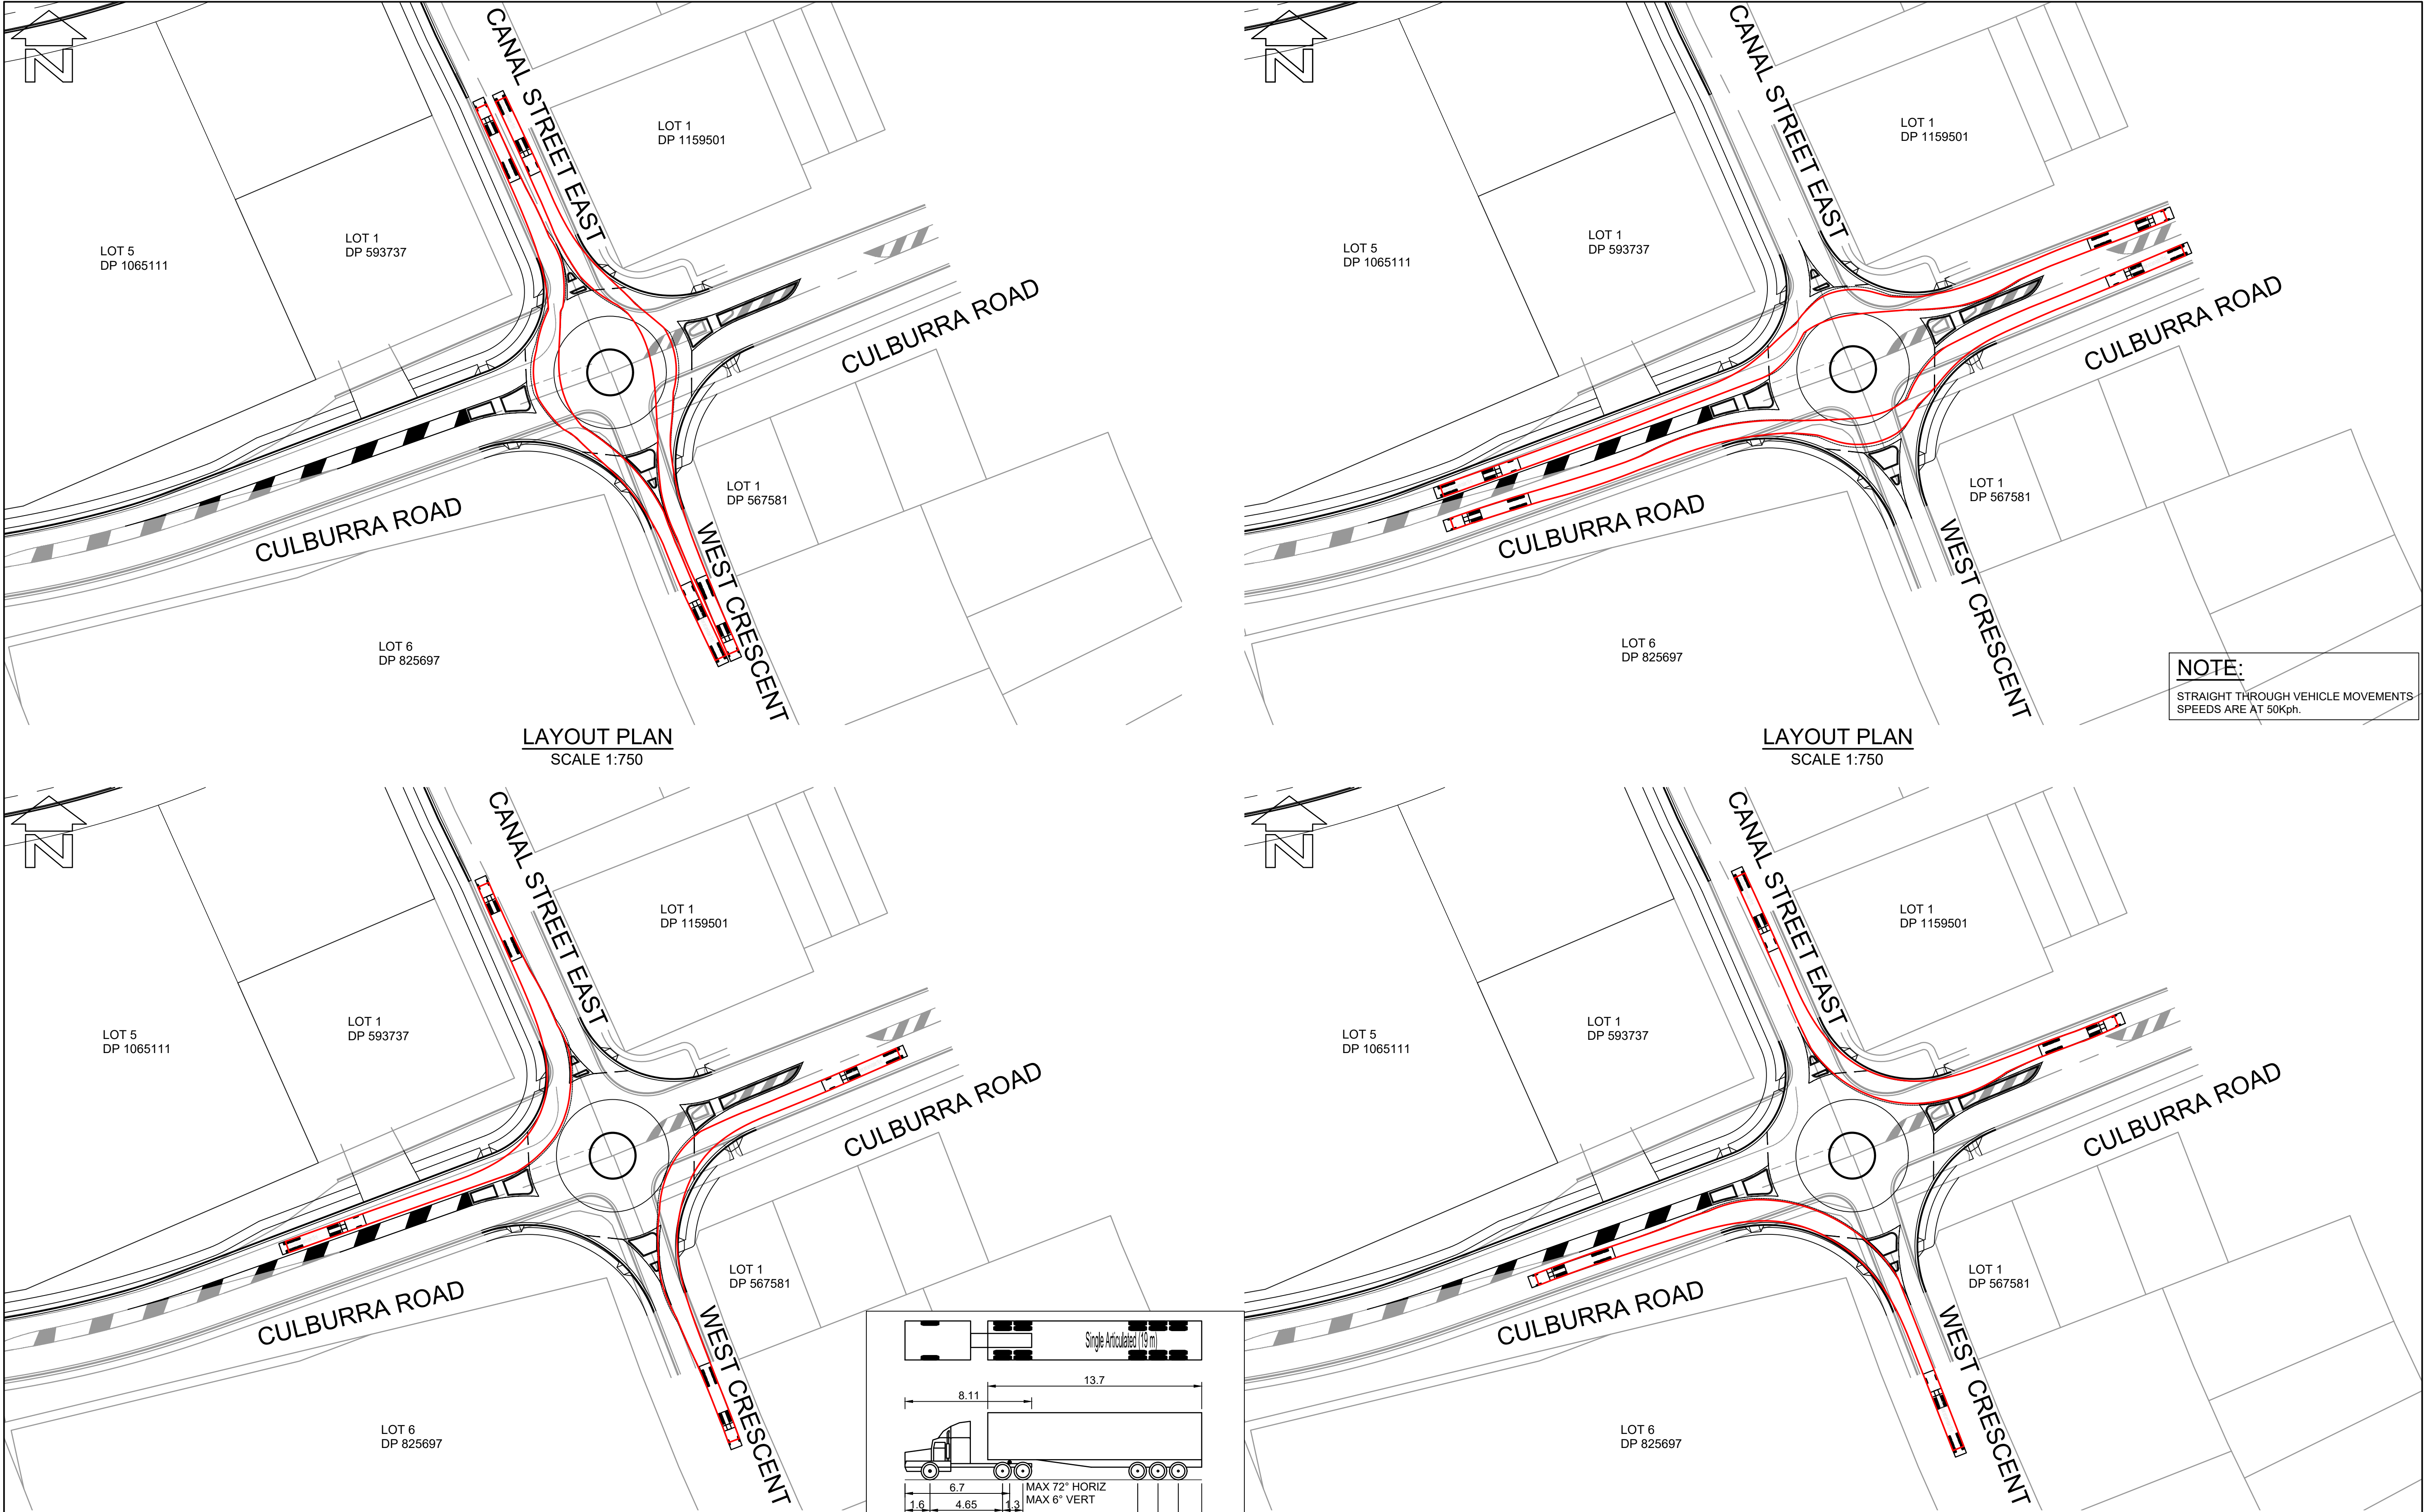 N
CANAL STREET EAST
LOT 1
DP 1159501
LOT 5
DP 1065111
LOT 1
DP 593737
CULBURRA ROAD
CULBURRA ROAD
LOT 1
DP 567581
WEST CRESCENT
LOT 6
DP 825697
LAYOUT PLAN
SCALE 1:750
N
CANAL STREET EAST
LOT 1
DP 1159501
LOT 5
DP 1065111
LOT 1
DP 593737
CULBURRA ROAD
CULBURRA ROAD
LOT 1
DP 567581
WEST CRESCENT
LOT 6
DP 825697
NOTE:
STRAIGHT THROUGH VEHICLE MOVEMENTS
SPEEDS ARE AT 50Kph.
LAYOUT PLAN
SCALE 1:750
N
CANAL STREET EAST
LOT 1
DP 1159501
LOT 5
DP 1065111
LOT 1
DP 593737
CULBURRA ROAD
CULBURRA ROAD
LOT 1
DP 567581
WEST CRESCENT
LOT 6
DP 825697
Single Articulated (19 m)
13.7
8.11
6.7
MAX 72° HORIZ
MAX 6° VERT
1.6
4.65
1.3
N
CANAL STREET EAST
LOT 1
DP 1159501
LOT 5
DP 1065111
LOT 1
DP 593737
CULBURRA ROAD
CULBURRA ROAD
LOT 1
DP 567581
WEST CRESCENT
LOT 6
DP 825697